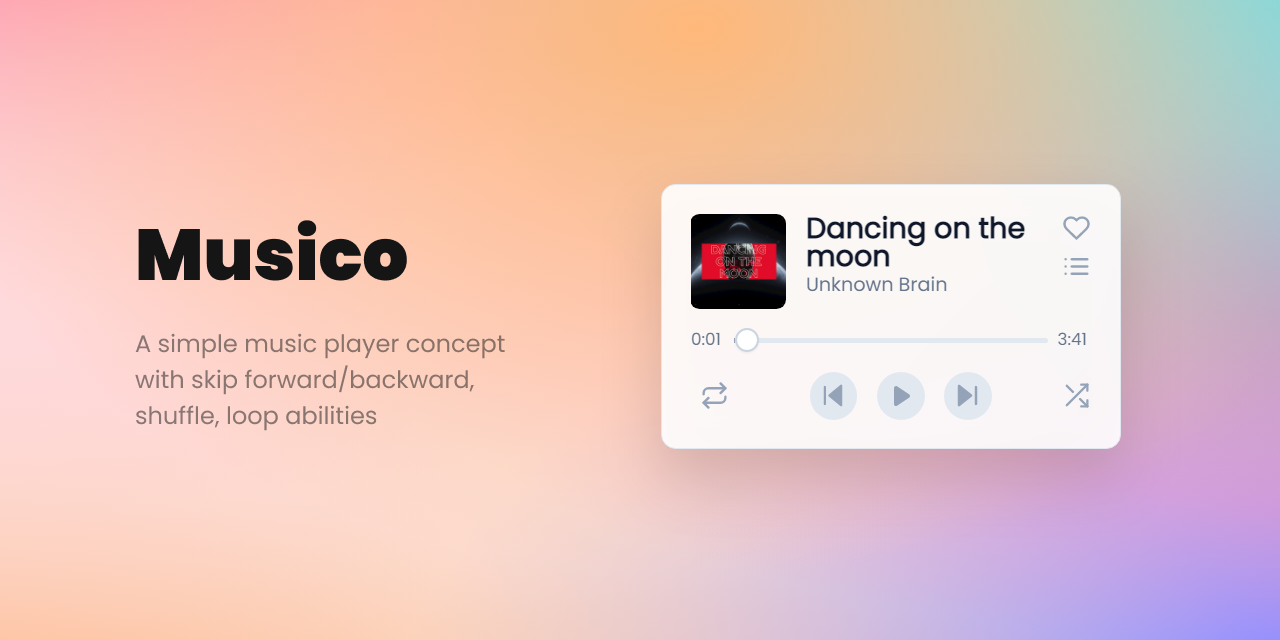 Musico
A simple music player concept
with skip forward/backward,
shuffle, loop abilities
DANCING
ON THE
MOON
Dancing on the
moon
Unknown Brain
0:01
3:41